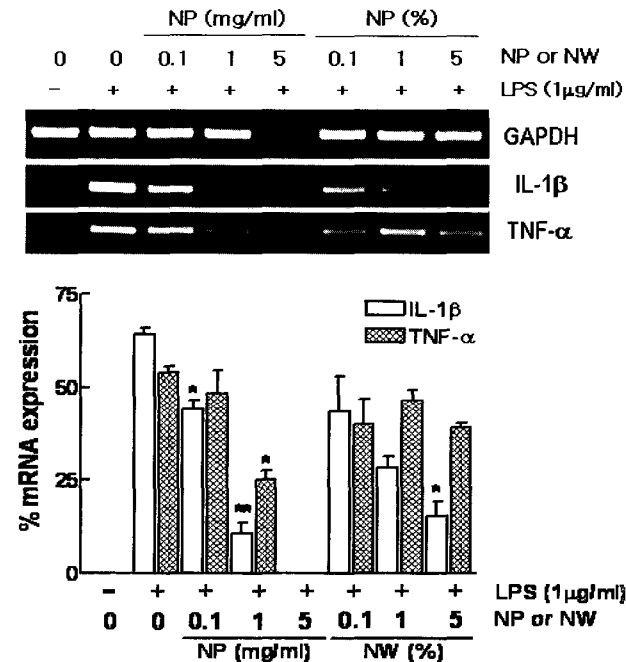 NP (mg/ml) NP (%)
0 0 0.1 1 5 0.1 1 5 NP or NW
− + + + + + + + LPS (1μg/ml)
GAPDH
IL-1β
TNF-α
75
50
25
0
% mRNA expression
IL-1β
TNF-α
* ** * *
− + + + + + + + LPS (1μg/ml)
0 0 0.1 1 5 0.1 1 5 NP or NW
NP (mg/ml) NW (%)